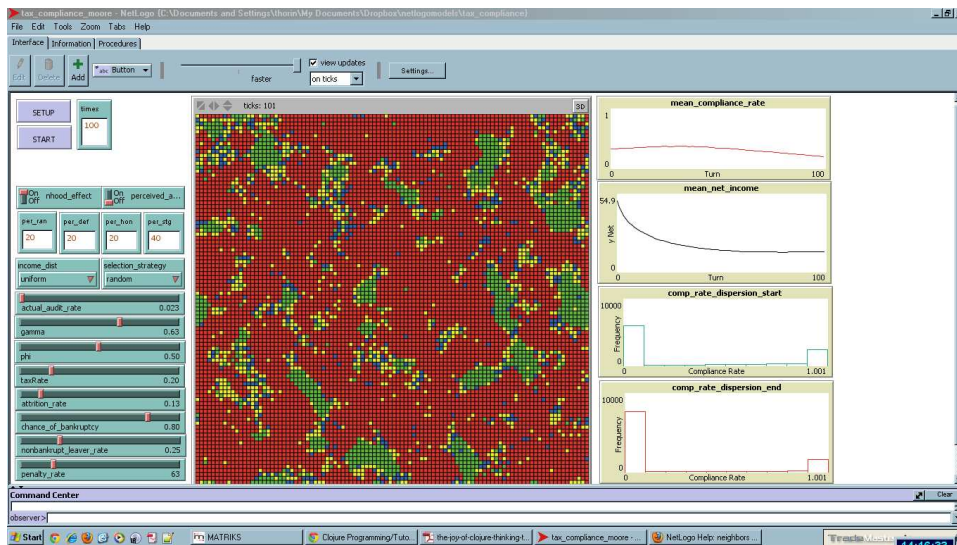 tax_compliance_moore - NetLogo {C:\Documents and Settings\thorin\My Documents\Dropbox\netlogomodels\tax_compliance}
File Edit Tools Zoom Tabs Help
Interface Information Procedures
Edit Delete Add abc Button faster view updates on ticks Settings...
SETUP
START
times
100
ticks: 101
3D
On Off nhood_effect
On Off perceived_a...
per_ran
20
per_def
20
per_hon
20
per_stg
40
income_dist
uniform
selection_strategy
random
actual_audit_rate 0.023
gamma 0.63
phi 0.50
taxRate 0.20
attrition_rate 0.13
chance_of_bankruptcy 0.80
nonbankrupt_leaver_rate 0.25
penalty_rate 63
mean_compliance_rate
1
0
0 Turn 100
mean_net_income
54.9
y Net
0
0 Turn 100
comp_rate_dispersion_start
10000
Frequency
0
0 Compliance Rate 1.001
comp_rate_dispersion_end
10000
Frequency
0
0 Compliance Rate 1.001
Command Center
Clear
observer>
Start
MATRIKS
Clojure Programming/Tuto...
the-joy-of-clojure-thinking-t...
tax_compliance_moore - ...
NetLogo Help: neighbors ...